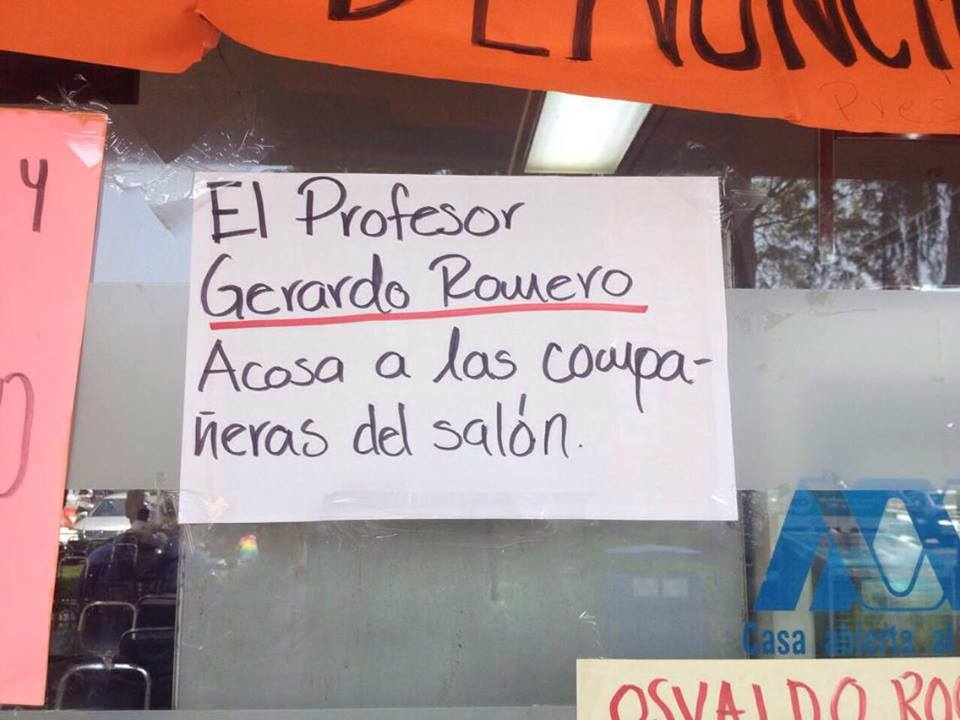 Y
El Profesor
Gerardo Romero
Acosa a las compa-
ñeras del salón.
Casa abierta al
OSVALDO